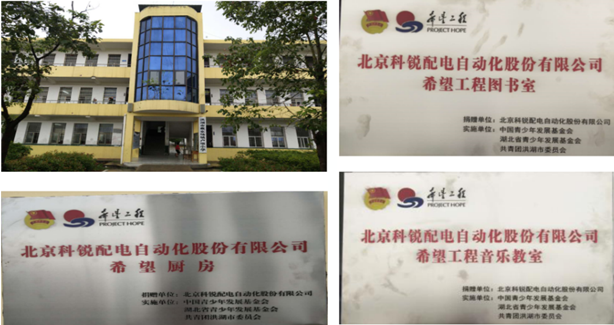 希望工程
PROJECT HOPE
北京科锐配电自动化股份有限公司
希望工程图书室
捐赠单位：北京科锐配电自动化股份有限公司
实施单位：中国青少年发展基金会
湖北省青少年发展基金会
共青团洪湖市委员会
希望工程
PROJECT HOPE
北京科锐配电自动化股份有限公司
希望厨房
捐赠单位：北京科锐配电自动化股份有限公司
实施单位：中国青少年发展基金会
湖北省青少年发展基金会
共青团洪湖市委员会
希望工程
PROJECT HOPE
北京科锐配电自动化股份有限公司
希望工程音乐教室
捐赠单位：北京科锐配电自动化股份有限公司
实施单位：中国青少年发展基金会
湖北省青少年发展基金会
共青团洪湖市委员会